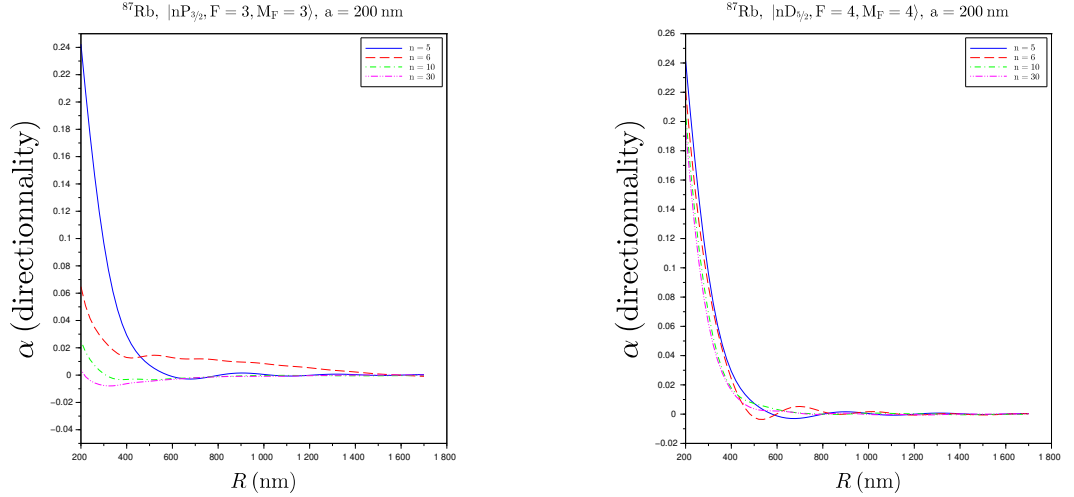 ⁸⁷Rb, |nP₃/₂, F = 3, M_F = 3⟩, a = 200 nm
α (directionnality)
0.24
0.22
0.2
0.18
0.16
0.14
0.12
0.1
0.08
0.06
0.04
0.02
0
−0.02
−0.04
n = 5
n = 6
n = 10
n = 30
200 400 600 800 1 000 1 200 1 400 1 600 1 800
R (nm)
⁸⁷Rb, |nD₅/₂, F = 4, M_F = 4⟩, a = 200 nm
α (directionnality)
0.26
0.24
0.22
0.2
0.18
0.16
0.14
0.12
0.1
0.08
0.06
0.04
0.02
0
−0.02
n = 5
n = 6
n = 10
n = 30
200 400 600 800 1 000 1 200 1 400 1 600 1 800
R (nm)